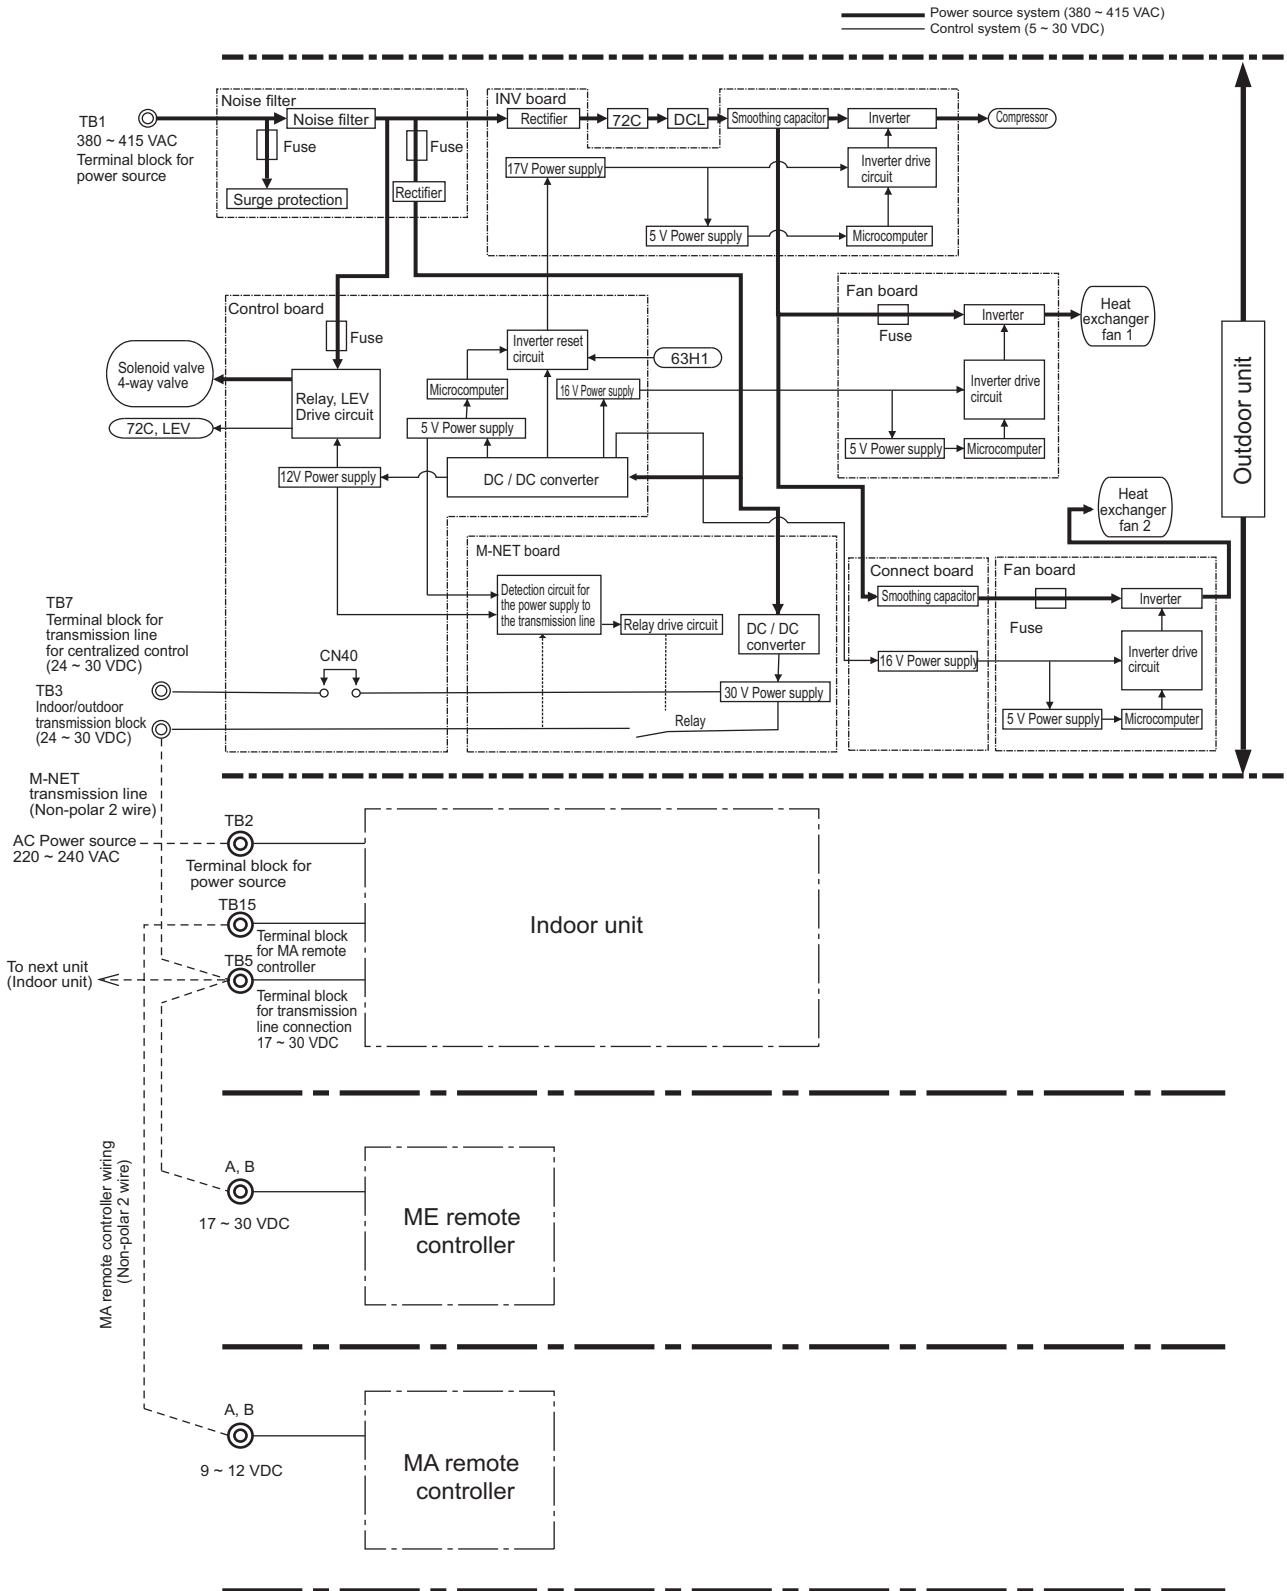 Power source system (380 ~ 415 VAC)
Control system (5 ~ 30 VDC)
Noise filter
INV board
TB1
380 ~ 415 VAC
Terminal block for
power source
Noise filter
Rectifier
72C
DCL
Smoothing capacitor
Inverter
Compressor
Fuse
Fuse
Surge protection
Rectifier
17V Power supply
Inverter drive
circuit
5 V Power supply
Microcomputer
Control board
Fuse
Solenoid valve
4-way valve
72C, LEV
Relay, LEV
Drive circuit
Inverter reset
circuit
63H1
Microcomputer
16 V Power supply
5 V Power supply
12V Power supply
DC / DC converter
Fan board
Fuse
Inverter
Heat
exchanger
fan 1
Inverter drive
circuit
5 V Power supply
Microcomputer
Outdoor unit
Heat
exchanger
fan 2
M-NET board
Detection circuit for
the power supply to
the transmission line
Relay drive circuit
DC / DC
converter
30 V Power supply
Relay
Connect board
Smoothing capacitor
16 V Power supply
Fan board
Fuse
Inverter
Inverter drive
circuit
5 V Power supply
Microcomputer
TB7
Terminal block for
transmission line
for centralized control
(24 ~ 30 VDC)
CN40
TB3
Indoor/outdoor
transmission block
(24 ~ 30 VDC)
M-NET
transmission line
(Non-polar 2 wire)
AC Power source
220 ~ 240 VAC
TB2
Terminal block for
power source
TB15
Terminal block
for MA remote
controller
TB5
Terminal block
for transmission
line connection
17 ~ 30 VDC
To next unit
(Indoor unit)
Indoor unit
MA remote controller wiring
(Non-polar 2 wire)
A, B
17 ~ 30 VDC
ME remote
controller
A, B
9 ~ 12 VDC
MA remote
controller